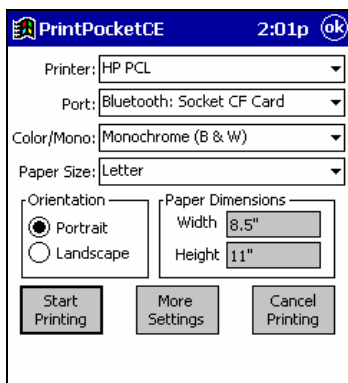 PrintPocketCE 2:01p ok
Printer: HP PCL
Port: Bluetooth: Socket CF Card
Color/Mono: Monochrome (B & W)
Paper Size: Letter
Orientation
Portrait
Landscape
Paper Dimensions
Width 8.5"
Height 11"
Start
Printing
More
Settings
Cancel
Printing